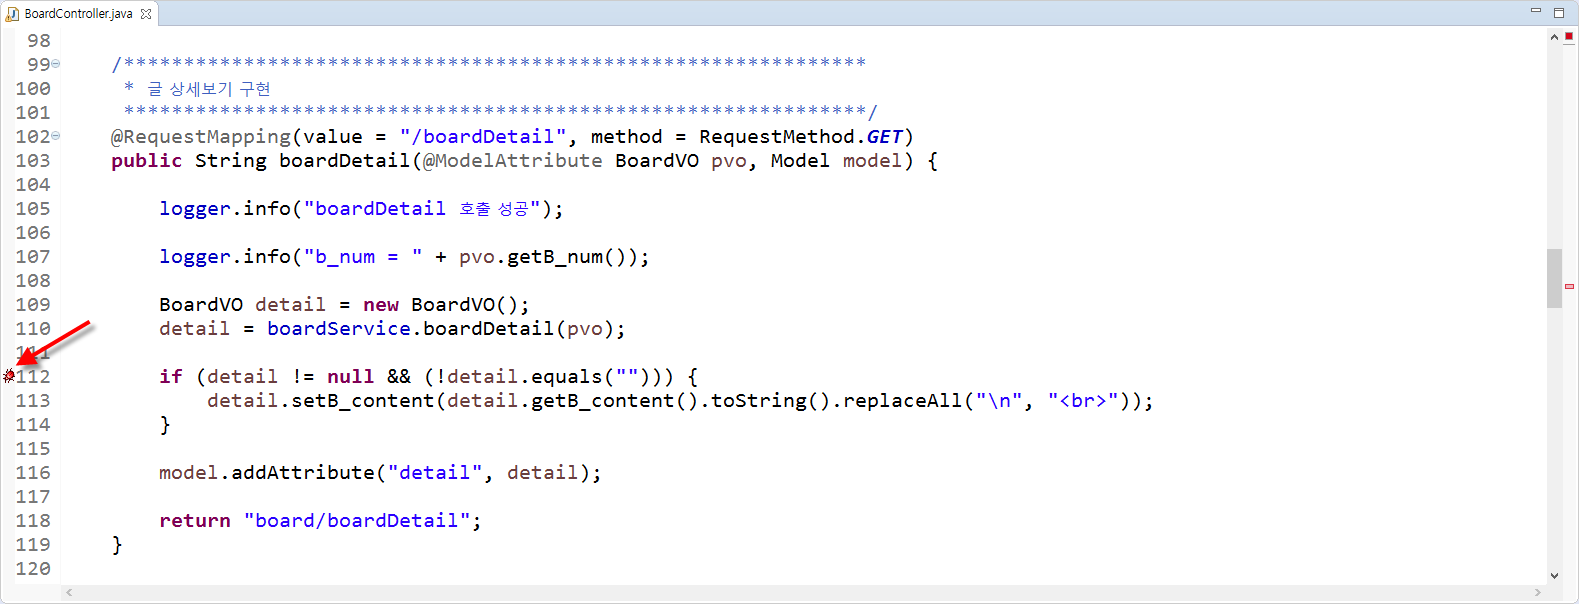 BoardController.java
98
99 /**************************************************************
100 * 글 상세보기 구현
101 **************************************************************/
102 @RequestMapping(value = "/boardDetail", method = RequestMethod.GET)
103 public String boardDetail(@ModelAttribute BoardVO pvo, Model model) {
104
105 logger.info("boardDetail 호출 성공");
106
107 logger.info("b_num = " + pvo.getB_num());
108
109 BoardVO detail = new BoardVO();
110 detail = boardService.boardDetail(pvo);
111
112 if (detail != null && (!detail.equals(""))) {
113 detail.setB_content(detail.getB_content().toString().replaceAll("\n", "<br>"));
114 }
115
116 model.addAttribute("detail", detail);
117
118 return "board/boardDetail";
119 }
120